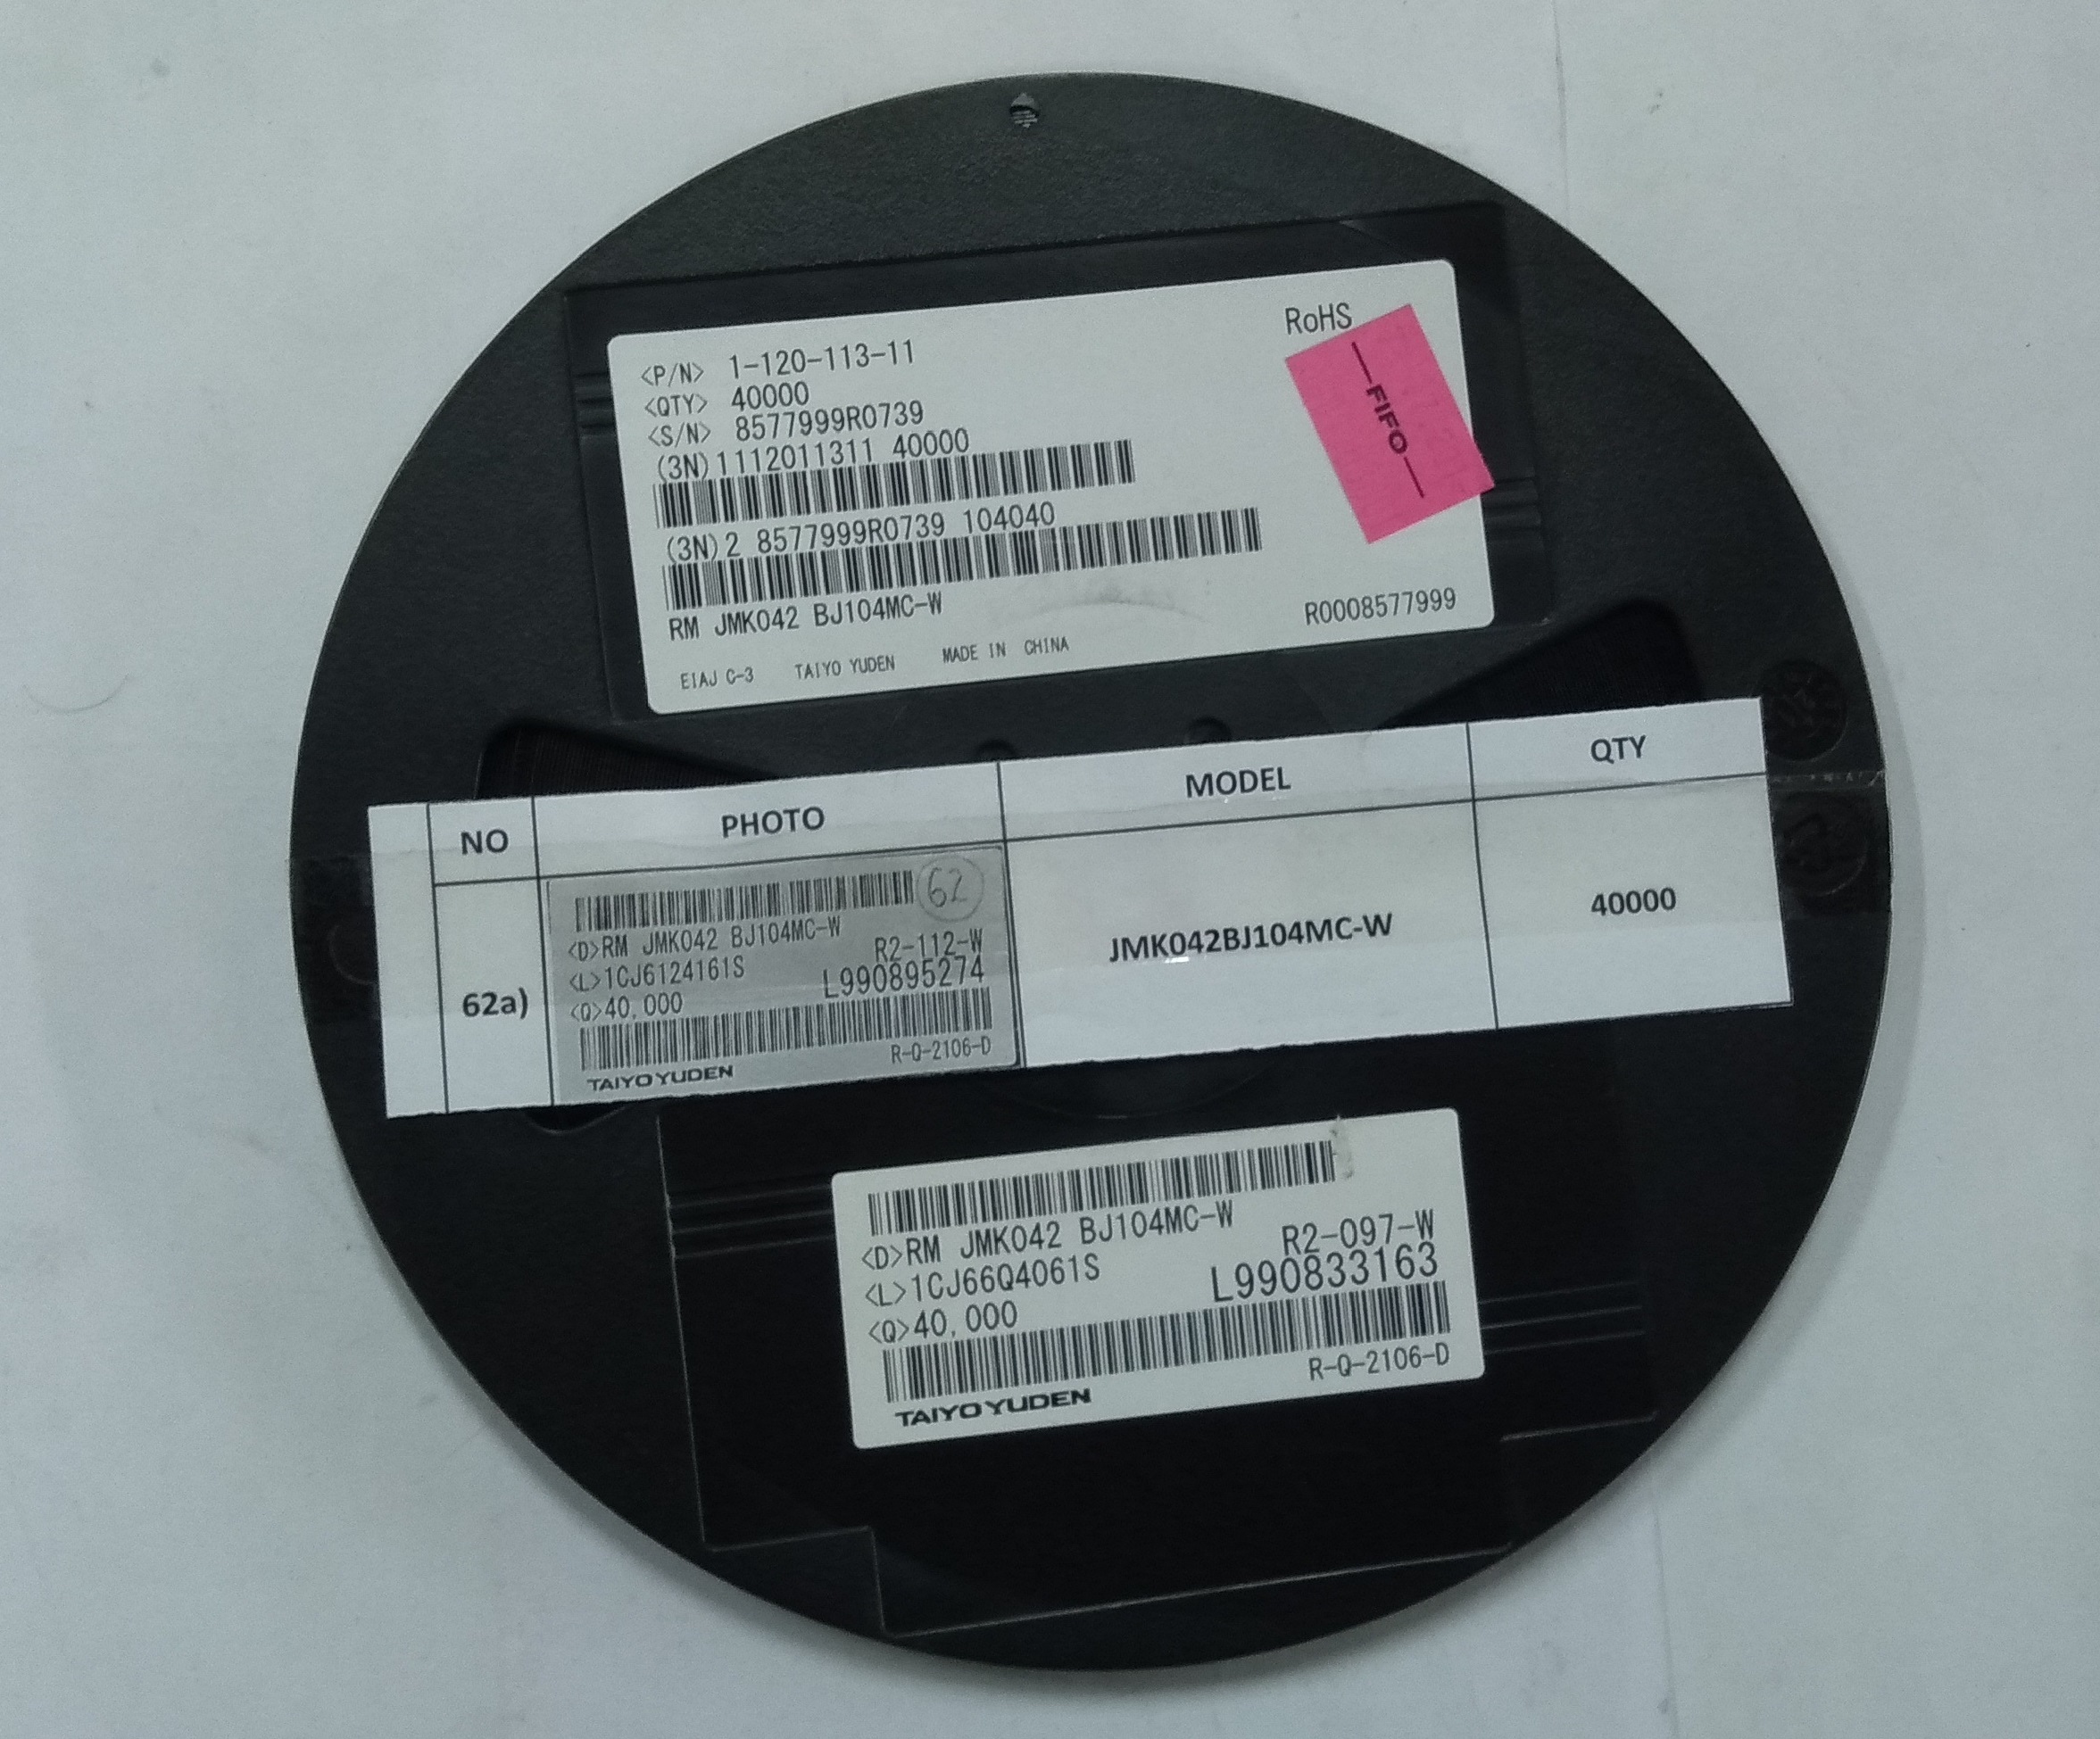 RoHS
<P/N> 1-120-113-11
<QTY> 40000
<S/N> 8577999R0739
(3N)1112011311 40000
(3N)2 8577999R0739 104040
RM JMK042 BJ104MC-W
R0008577999
EIAJ C-3 TAIYO YUDEN MADE IN CHINA
—FIFO—
NO PHOTO MODEL QTY
62a)
62
<D>RM JMK042 BJ104MC-W
R2-112-W
<L>1CJ6124161S
L990895274
<Q>40,000
R-Q-2106-D
TAIYO YUDEN
JMK042BJ104MC-W
40000
<D>RM JMK042 BJ104MC-W
R2-097-W
<L>1CJ66Q4061S
L990833163
<Q>40,000
R-Q-2106-D
TAIYO YUDEN